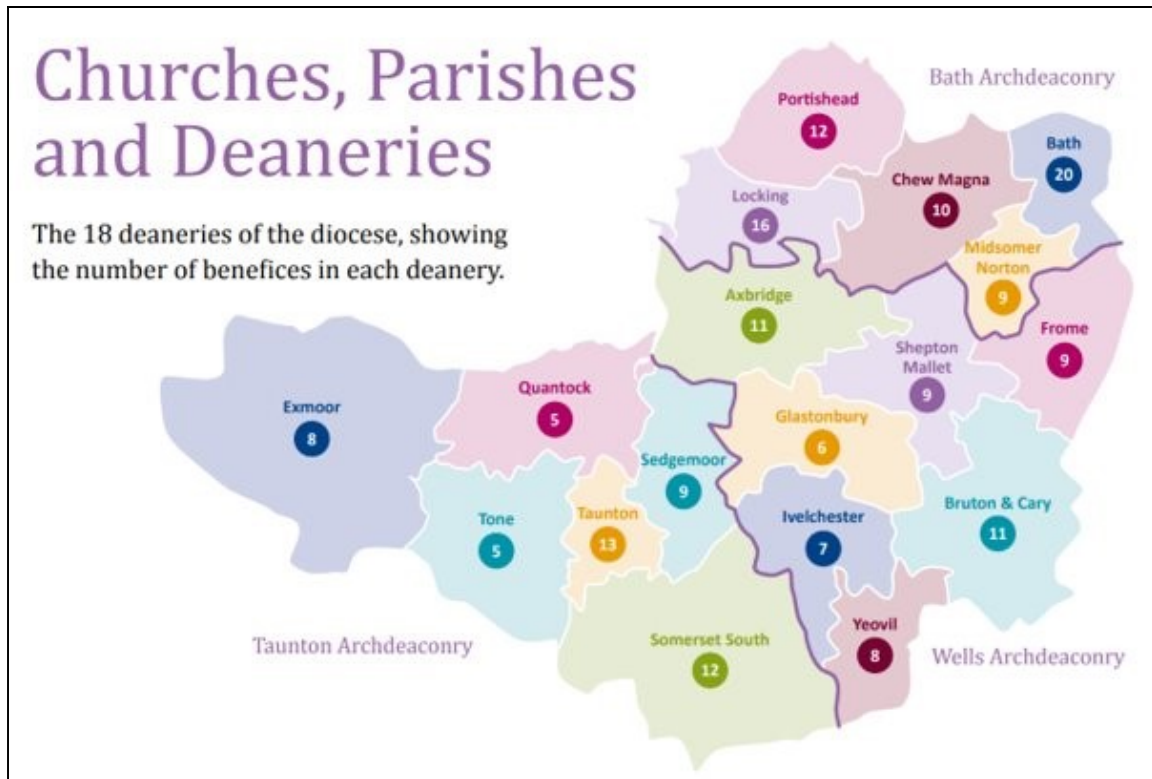 Churches, Parishes
and Deaneries
The 18 deaneries of the diocese, showing
the number of benefices in each deanery.
Bath Archdeaconry
Portishead
12
Bath
20
Chew Magna
10
Locking
16
Midsomer
Norton
9
Axbridge
11
Frome
9
Shepton
Mallet
9
Quantock
5
Exmoor
8
Glastonbury
6
Sedgemoor
9
Bruton & Cary
11
Tone
5
Taunton
13
Ivelchester
7
Taunton Archdeaconry
Somerset South
12
Yeovil
8
Wells Archdeaconry